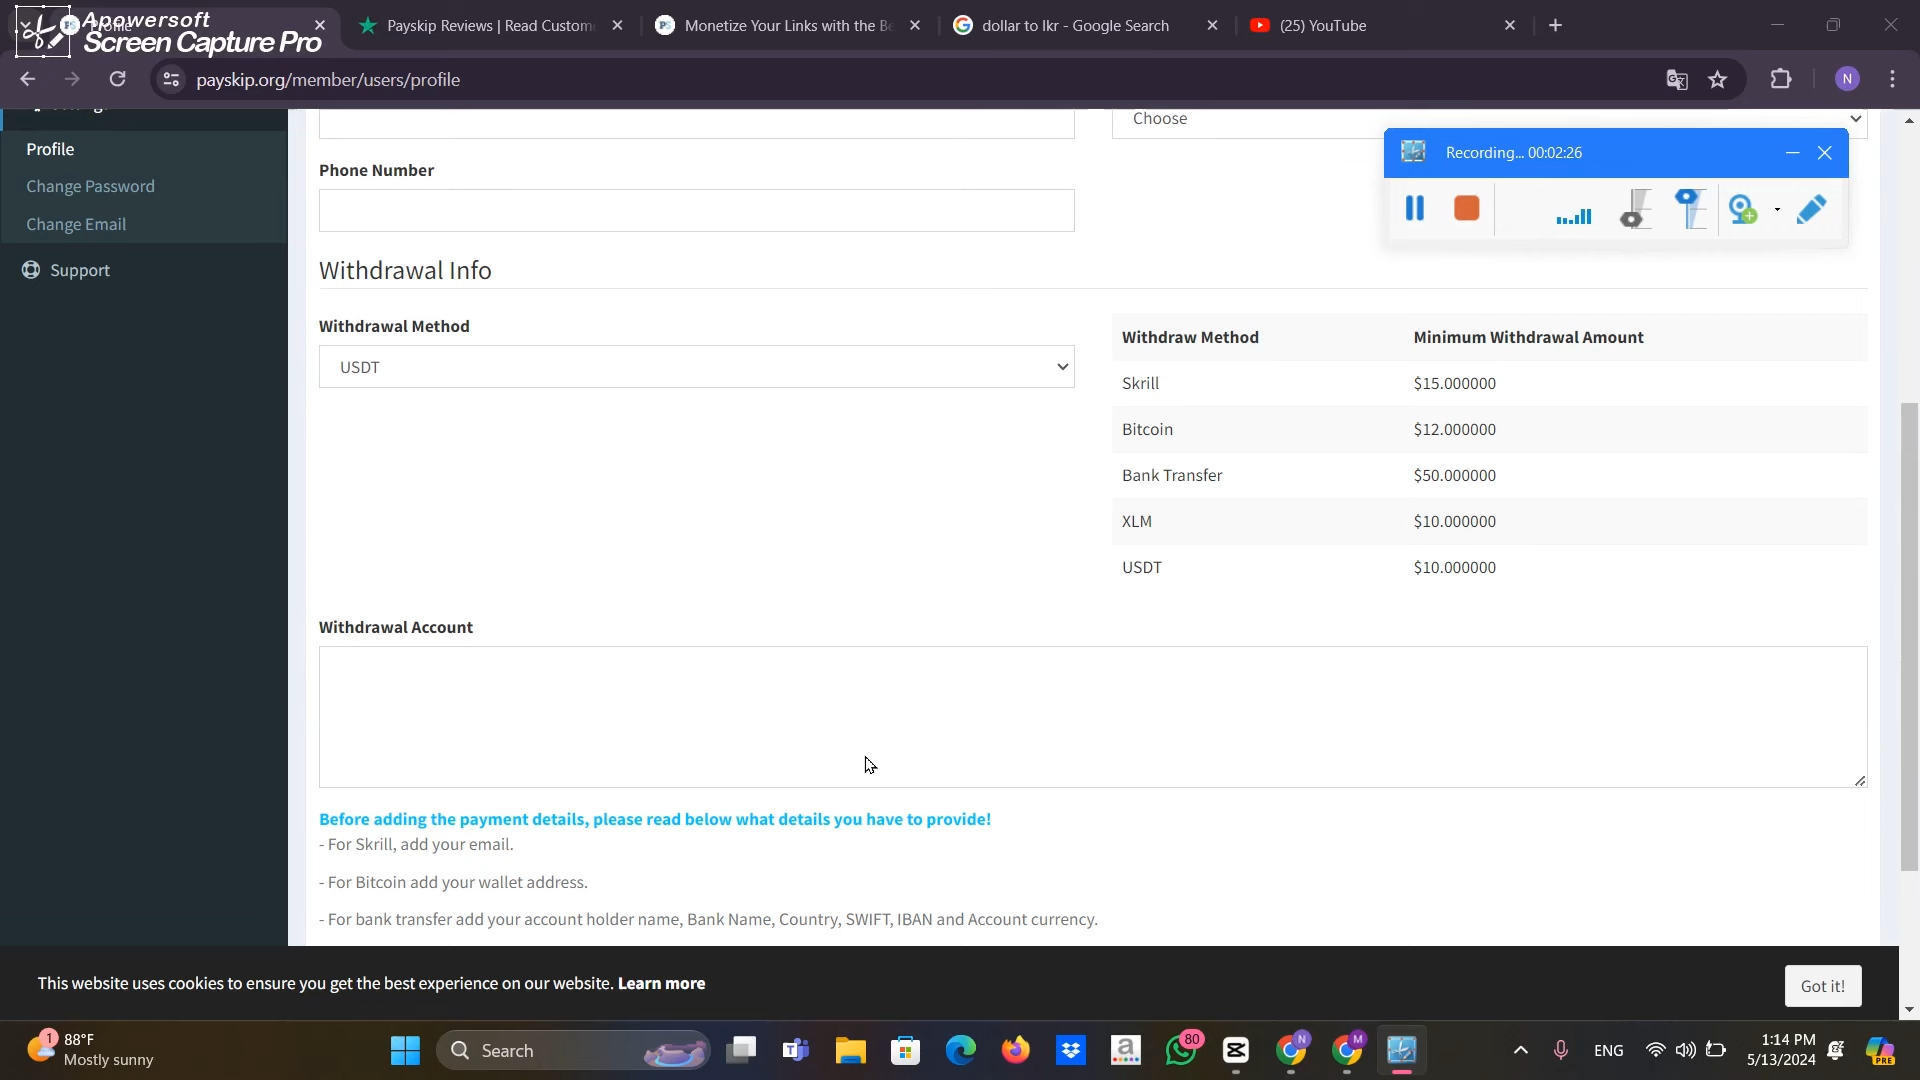 Apowersoft
Screen Capture Pro
Payskip Reviews | Read Custom
Monetize Your Links with the Be
dollar to lkr - Google Search
(25) YouTube
payskip.org/member/users/profile
N
Choose
Recording... 00:02:26
Profile
Change Password
Change Email
Support
Phone Number
Withdrawal Info
Withdrawal Method
USDT
Withdraw Method Minimum Withdrawal Amount
Skrill $15.000000
Bitcoin $12.000000
Bank Transfer $50.000000
XLM $10.000000
USDT $10.000000
Withdrawal Account
Before adding the payment details, please read below what details you have to provide!
- For Skrill, add your email.
- For Bitcoin add your wallet address.
- For bank transfer add your account holder name, Bank Name, Country, SWIFT, IBAN and Account currency.
This website uses cookies to ensure you get the best experience on our website. Learn more
Got it!
1
88°F
Mostly sunny
Search
80
N
M
ENG
1:14 PM
5/13/2024
PRE